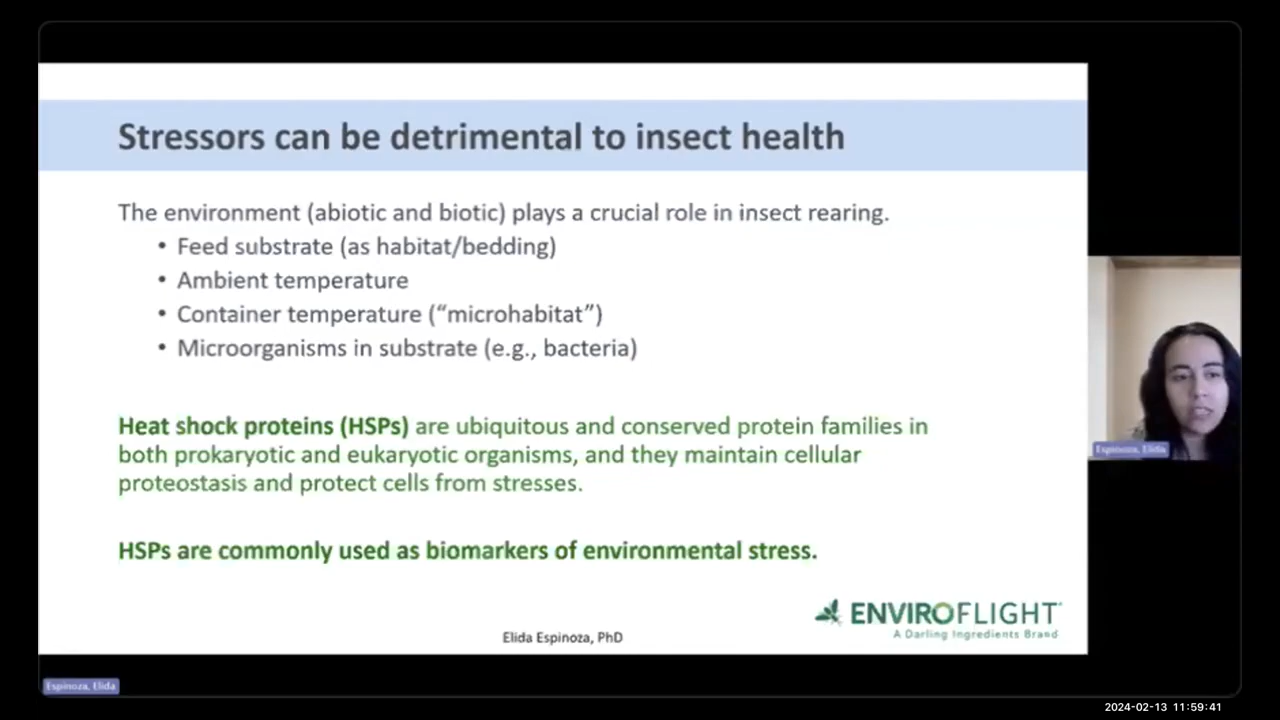 Stressors can be detrimental to insect health
The environment (abiotic and biotic) plays a crucial role in insect rearing.
• Feed substrate (as habitat/bedding)
• Ambient temperature
• Container temperature (“microhabitat”)
• Microorganisms in substrate (e.g., bacteria)
Heat shock proteins (HSPs) are ubiquitous and conserved protein families in
both prokaryotic and eukaryotic organisms, and they maintain cellular
proteostasis and protect cells from stresses.
HSPs are commonly used as biomarkers of environmental stress.
ENVIROFLIGHT
A Darling Ingredients Brand
Elida Espinoza, PhD
Espinoza, Elida
Espinoza, Elida
2024-02-13 11:59:41